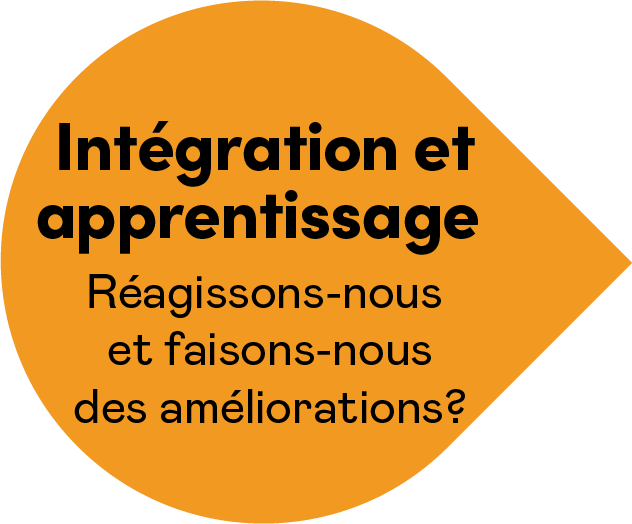 Intégration et
apprentissage
Réagissons-nous
et faisons-nous
des améliorations?